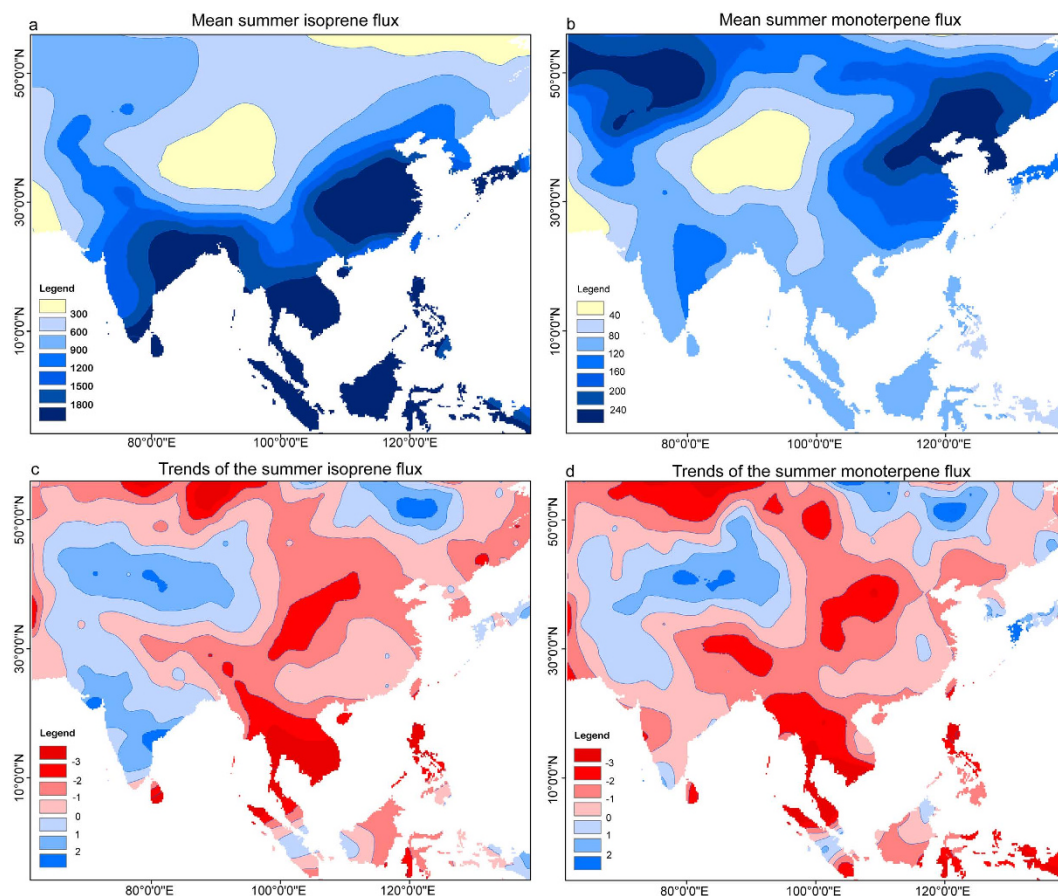 a Mean summer isoprene flux
50°0'0"N
30°0'0"N
10°0'0"N
Legend
300
600
900
1200
1500
1800
80°0'0"E 100°0'0"E 120°0'0"E
b Mean summer monoterpene flux
50°0'0"N
30°0'0"N
10°0'0"N
Legend
40
80
120
160
200
240
80°0'0"E 100°0'0"E 120°0'0"E
c Trends of the summer isoprene flux
50°0'0"N
30°0'0"N
10°0'0"N
Legend
-3
-2
-1
0
1
2
80°0'0"E 100°0'0"E 120°0'0"E
d Trends of the summer monoterpene flux
50°0'0"N
30°0'0"N
10°0'0"N
Legend
-3
-2
-1
0
1
2
80°0'0"E 100°0'0"E 120°0'0"E